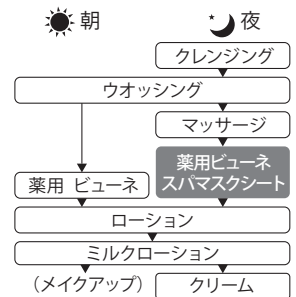 朝
夜
クレンジング
ウオッシング
マッサージ
薬用ビューネ
スパマスクシート
薬用 ビューネ
ローション
ミルクローション
（メイクアップ）
クリーム